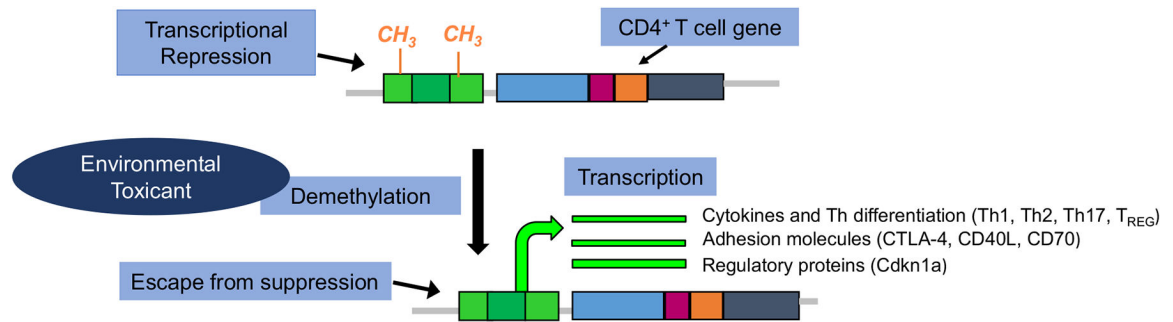 Transcriptional
Repression
CH3
CH3
CD4+ T cell gene
Environmental
Toxicant
Demethylation
Transcription
Cytokines and Th differentiation (Th1, Th2, Th17, TREG)
Adhesion molecules (CTLA-4, CD40L, CD70)
Regulatory proteins (Cdkn1a)
Escape from suppression